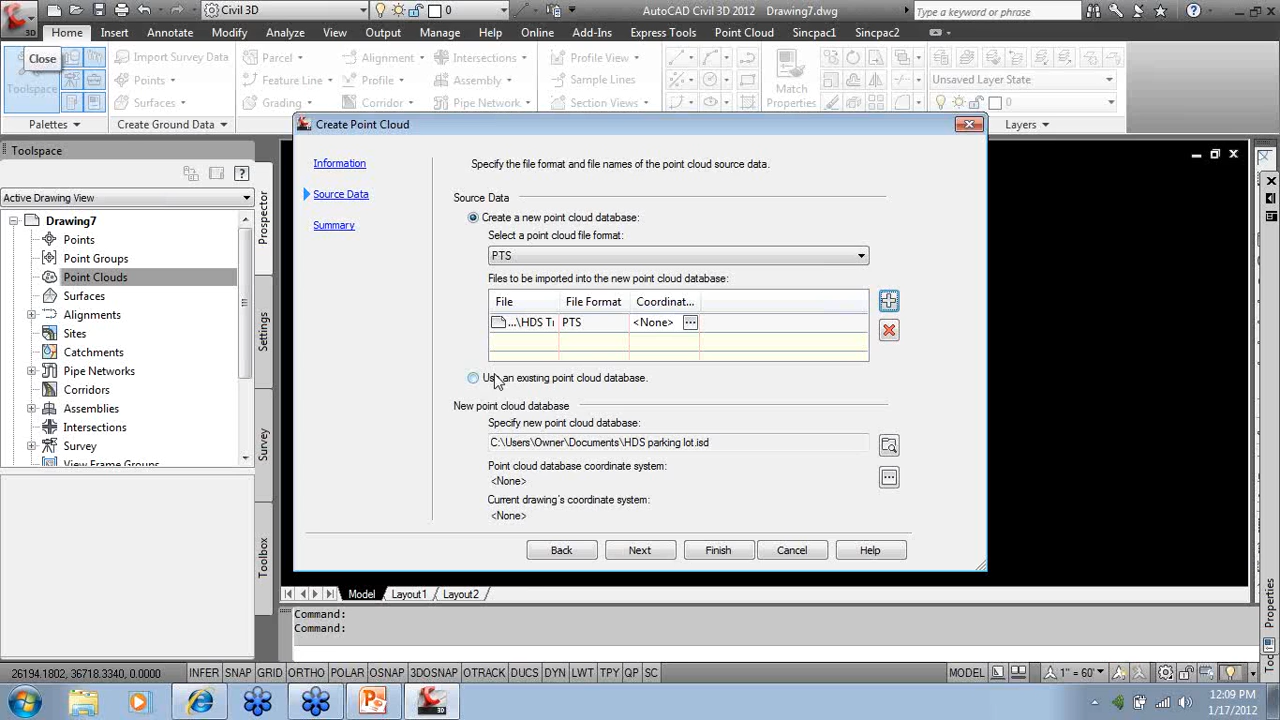 Civil 3D
0
AutoCAD Civil 3D 2012 Drawing7.dwg
Type a keyword or phrase
3D
Home Insert Annotate Modify Analyze View Output Manage Help Online Add-Ins Express Tools Point Cloud Sincpac1 Sincpac2
Close
Toolspace
Import Survey Data
Points
Surfaces
Parcel
Feature Line
Grading
Alignment
Profile
Corridor
Intersections
Assembly
Pipe Network
Profile View
Sample Lines
Section Views
Match
Properties
Unsaved Layer State
0
Palettes Create Ground Data Layers
Toolspace
Active Drawing View
Prospector
Settings
Survey
Toolbox
Drawing7
Points
Point Groups
Point Clouds
Surfaces
Alignments
Sites
Catchments
Pipe Networks
Corridors
Assemblies
Intersections
Survey
View Frame Groups
Create Point Cloud
Information
Source Data
Summary
Specify the file format and file names of the point cloud source data.
Source Data
Create a new point cloud database:
Select a point cloud file format:
PTS
Files to be imported into the new point cloud database:
File File Format Coordinat...
...\HDS Tr PTS <None> ...
Use an existing point cloud database.
New point cloud database
Specify new point cloud database:
C:\Users\Owner\Documents\HDS parking lot.isd
Point cloud database coordinate system:
<None>
Current drawing's coordinate system:
<None>
Back Next Finish Cancel Help
Model Layout1 Layout2
Command:
Command:
Properties
26194.1802, 36718.3340, 0.0000 INFER SNAP GRID ORTHO POLAR OSNAP 3DOSNAP OTRACK DUCS DYN LWT TPY QP SC MODEL 1" = 60'
12:09 PM
1/17/2012